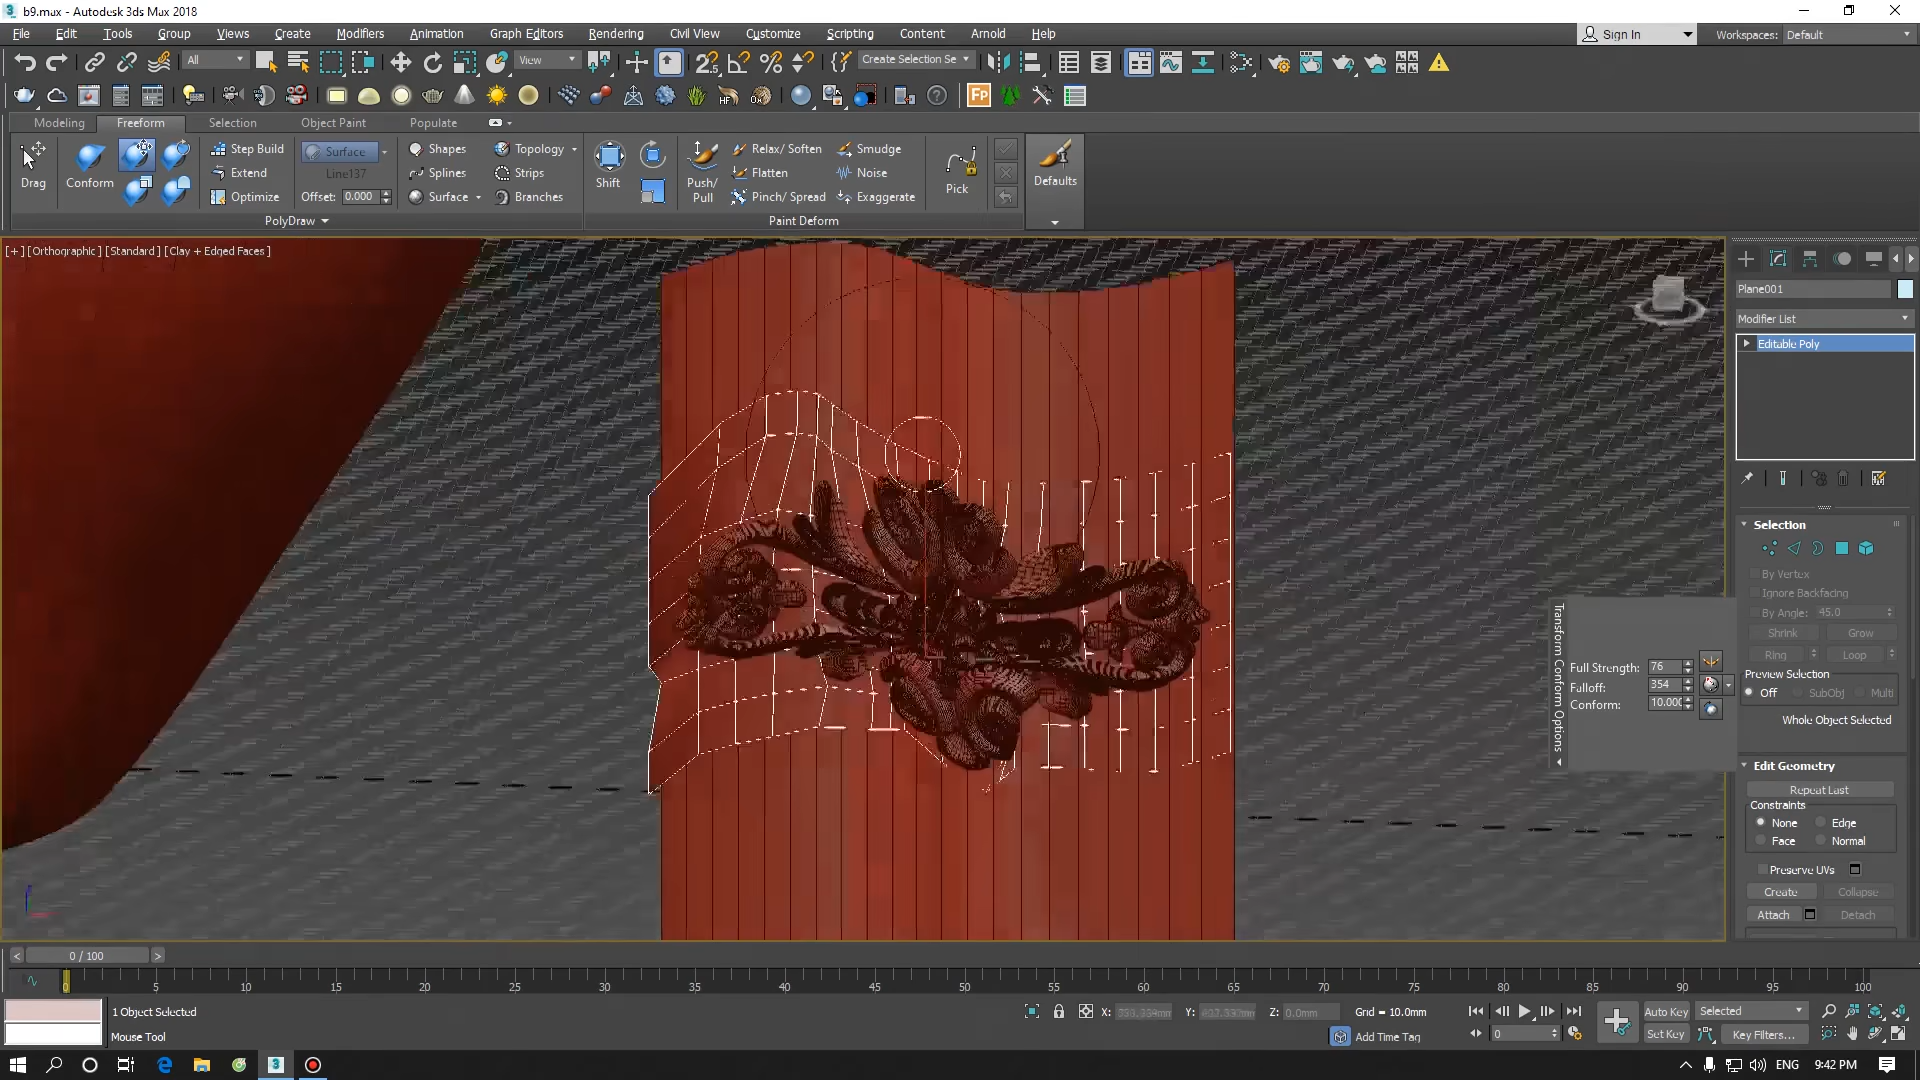 b9.max - Autodesk 3ds Max 2018
File Edit Tools Group Views Create Modifiers Animation Graph Editors Rendering Civil View Customize Scripting Content Arnold Help
Sign In Workspaces: Default
All View Create Selection Se
Modeling Freeform Selection Object Paint Populate
Step Build Surface Shapes Topology Relax/ Soften Smudge
Extend Line137 Splines Strips Flatten Noise
Drag Conform Shift Push/ Pull Pick Defaults
Optimize Offset: 0.000 Surface Branches Pinch/ Spread Exaggerate
PolyDraw Paint Deform
[+] [Orthographic] [Standard] [Clay + Edged Faces]
Plane001
Modifier List
Editable Poly
Selection
By Vertex
Ignore Backfacing
By Angle: 45.0
Shrink Grow
Ring Loop
Preview Selection
Off SubObj Multi
Whole Object Selected
Transform Conform Options
Full Strength: 76
Falloff: 354
Conform: 10.000
Edit Geometry
Repeat Last
Constraints
None Edge
Face Normal
Preserve UVs
Create Collapse
Attach Detach
0 / 100
0 5 10 15 20 25 30 35 40 45 50 55 60 65 70 75 80 85 90 95 100
1 Object Selected
X: Y: Z: 0.0mm Grid = 10.0mm
Auto Key Selected
Mouse Tool
Add Time Tag
0
Set Key Key Filters...
ENG 9:42 PM